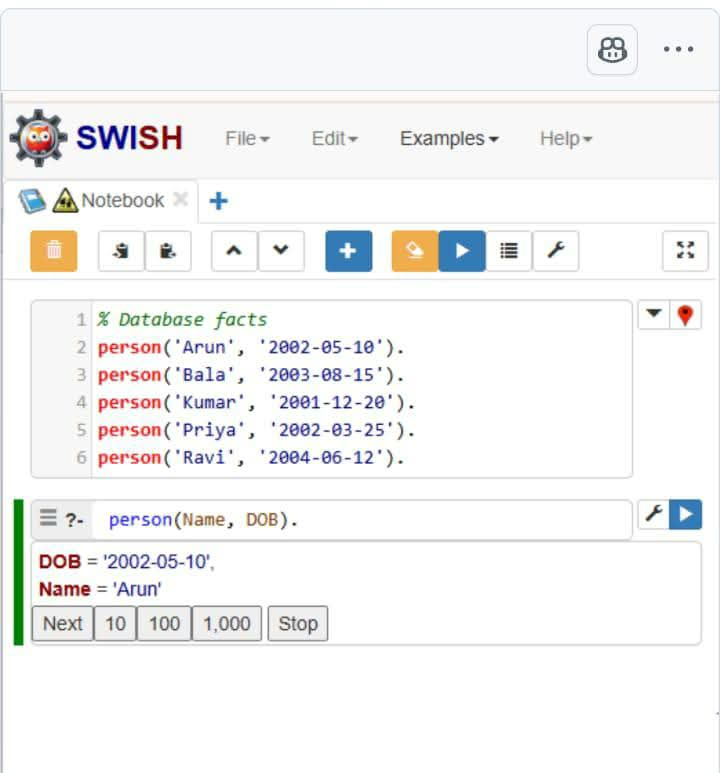 SWISH File Edit Examples Help
Notebook
1 % Database facts
2 person('Arun', '2002-05-10').
3 person('Bala', '2003-08-15').
4 person('Kumar', '2001-12-20').
5 person('Priya', '2002-03-25').
6 person('Ravi', '2004-06-12').
?- person(Name, DOB).
DOB = '2002-05-10',
Name = 'Arun'
Next 10 100 1,000 Stop